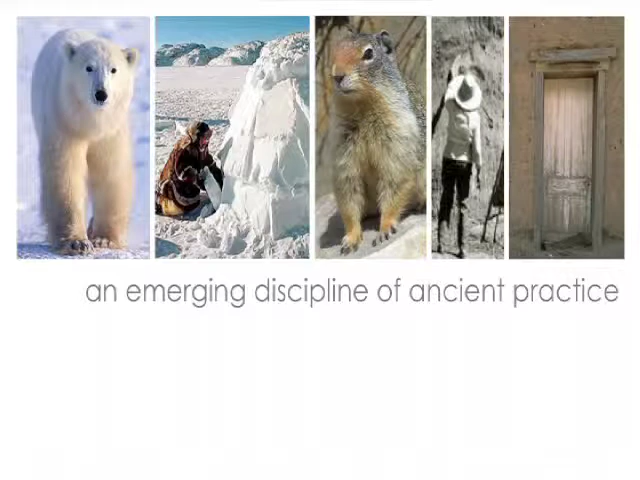 an emerging discipline of ancient practice